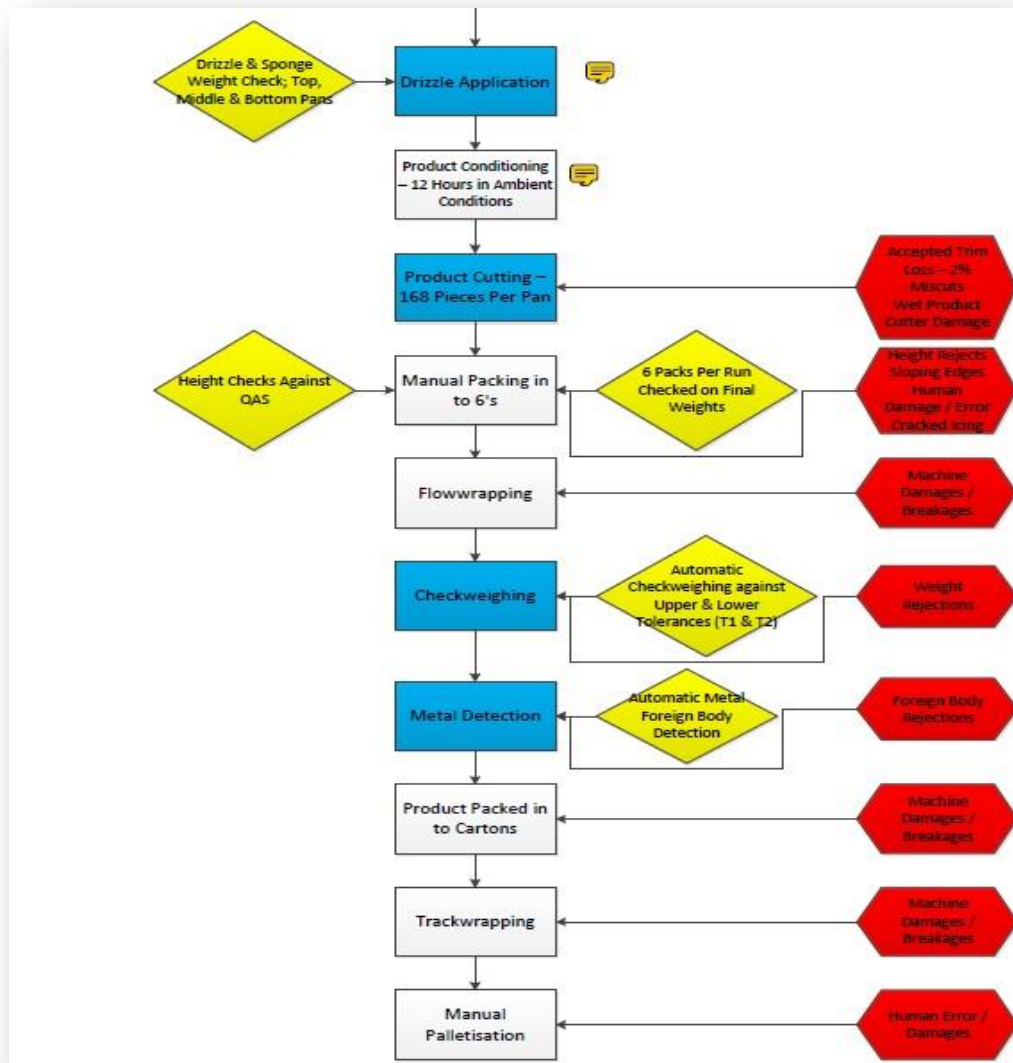 Drizzle & Sponge
Weight Check; Top,
Middle & Bottom Pans
Drizzle Application
Product Conditioning
– 12 Hours in Ambient
Conditions
Product Cutting –
168 Pieces Per Pan
Accepted Trim
Loss – 2%
Miscuts
Wet Product
Cutter Damage
Height Checks Against
QAS
Manual Packing in
to 6's
6 Packs Per Run
Checked on Final
Weights
Height Rejects
Sloping Edges
Human
Damage / Error
Cracked Icing
Flowwrapping
Machine
Damages /
Breakages
Checkweighing
Automatic
Checkweighing against
Upper & Lower
Tolerances (T1 & T2)
Weight
Rejections
Metal Detection
Automatic Metal
Foreign Body
Detection
Foreign Body
Rejections
Product Packed in
to Cartons
Machine
Damages /
Breakages
Trackwrapping
Machine
Damages /
Breakages
Manual
Palletisation
Human Error /
Damages